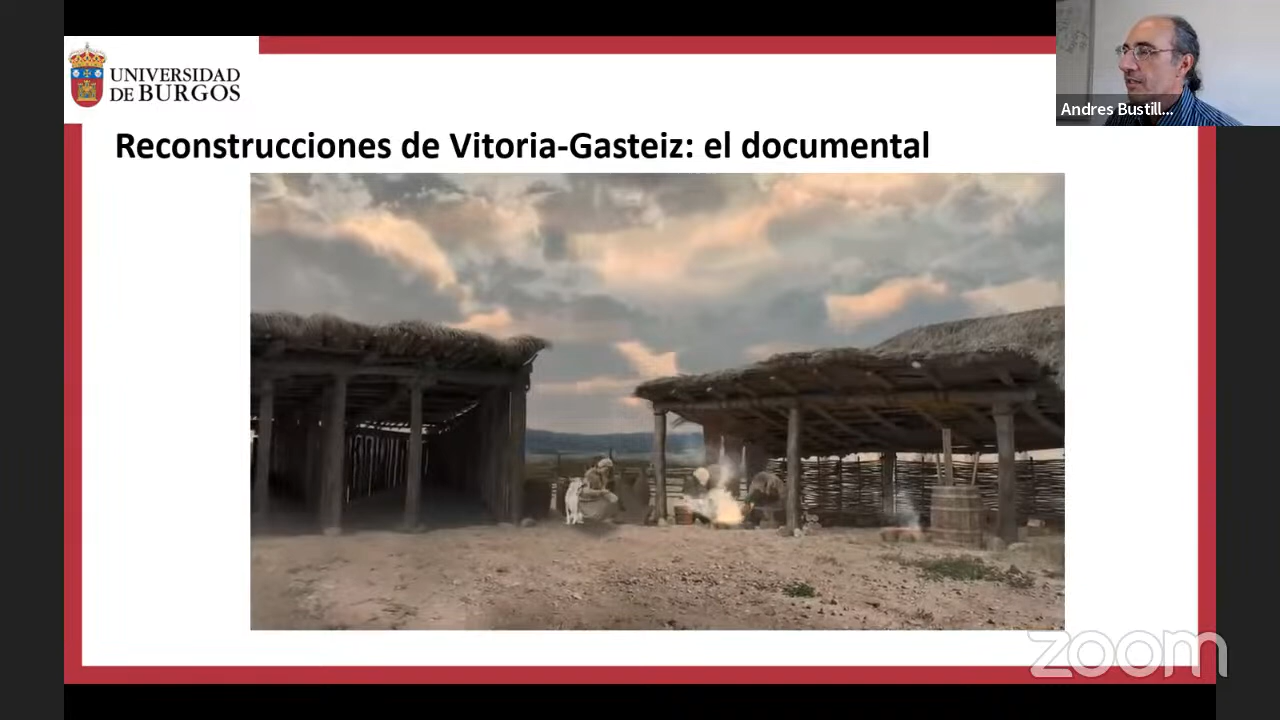 UNIVERSIDAD
DE BURGOS
Andres Bustill...
Reconstrucciones de Vitoria-Gasteiz: el documental
zoom